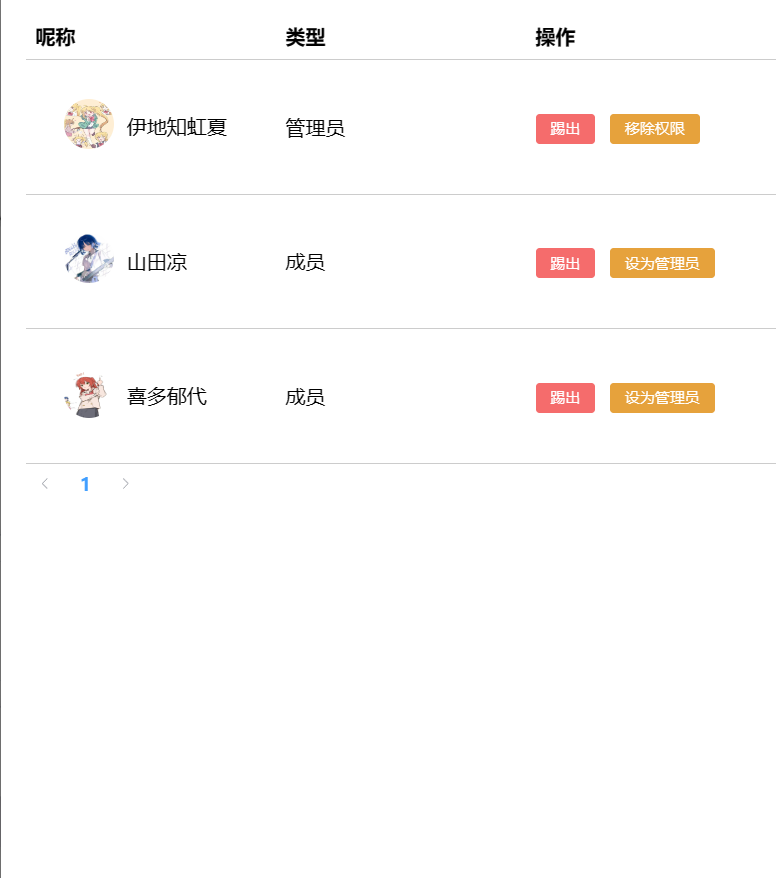 呢称 类型 操作
伊地知虹夏 管理员 踢出 移除权限
山田凉 成员 踢出 设为管理员
喜多郁代 成员 踢出 设为管理员
1